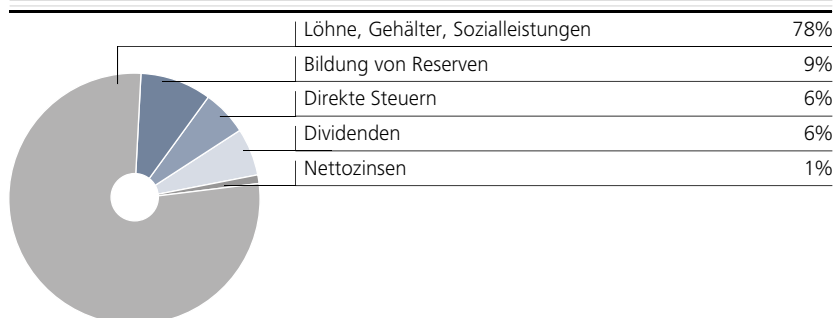 Löhne, Gehälter, Sozialleistungen 78%
Bildung von Reserven 9%
Direkte Steuern 6%
Dividenden 6%
Nettozinsen 1%